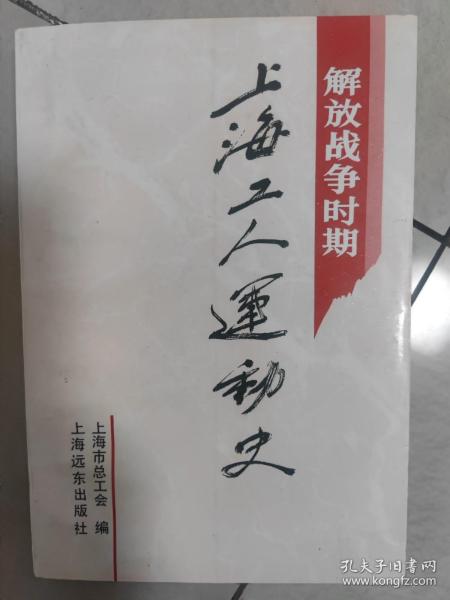 解放战争时期
上海工人運動史
上海市总工会 编
上海远东出版社
孔夫子旧书网
www.kongfz.com